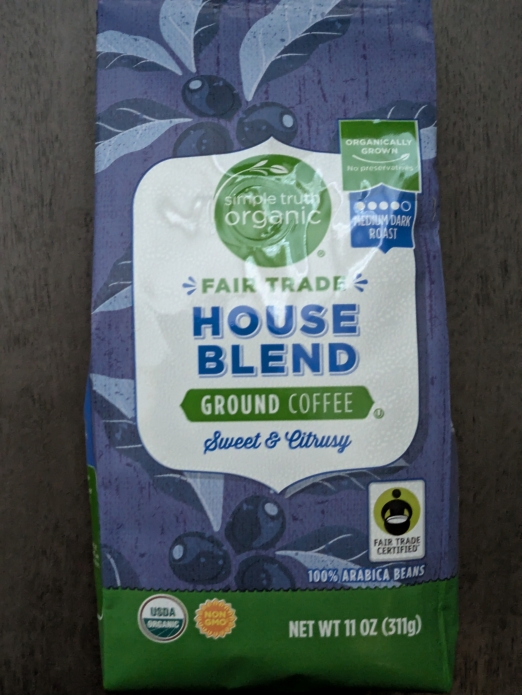 ORGANICALLY
GROWN
No preservatives
simple truth
organic®
MEDIUM DARK
ROAST
FAIR TRADE
HOUSE
BLEND
GROUND COFFEE
Sweet & Citrusy
FAIR TRADE
CERTIFIED
100% ARABICA BEANS
USDA
ORGANIC
NON
GMO
NET WT 11 OZ (311g)